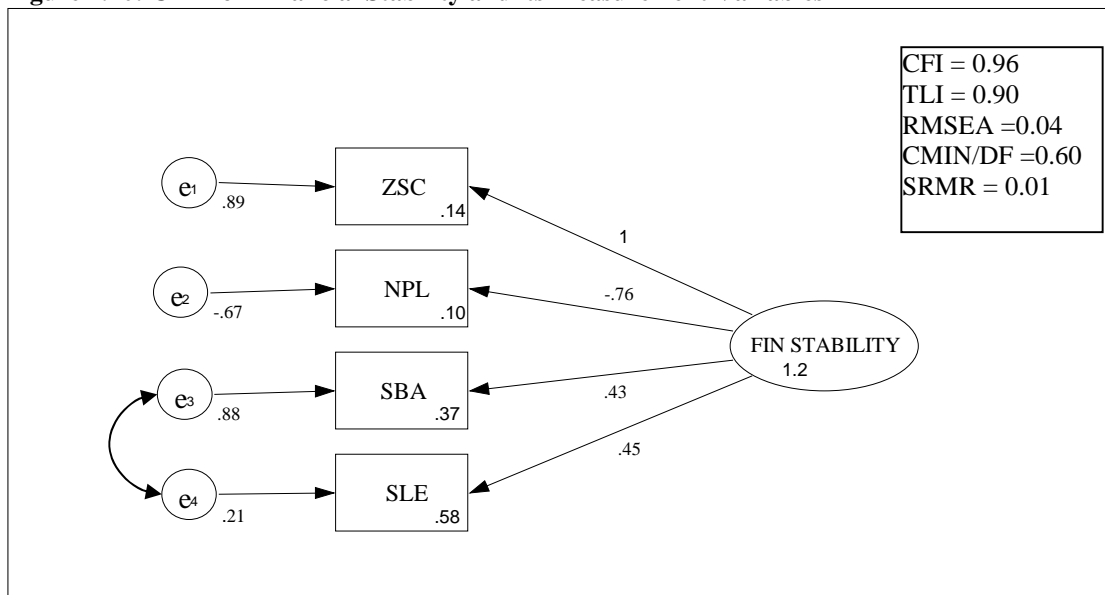 CFI = 0.96
TLI = 0.90
RMSEA =0.04
CMIN/DF =0.60
SRMR = 0.01
e1
.89
ZSC
.14
1
e2
-.67
NPL
.10
-.76
FIN STABILITY
1.2
e3
.88
SBA
.37
.43
e4
.21
SLE
.58
.45